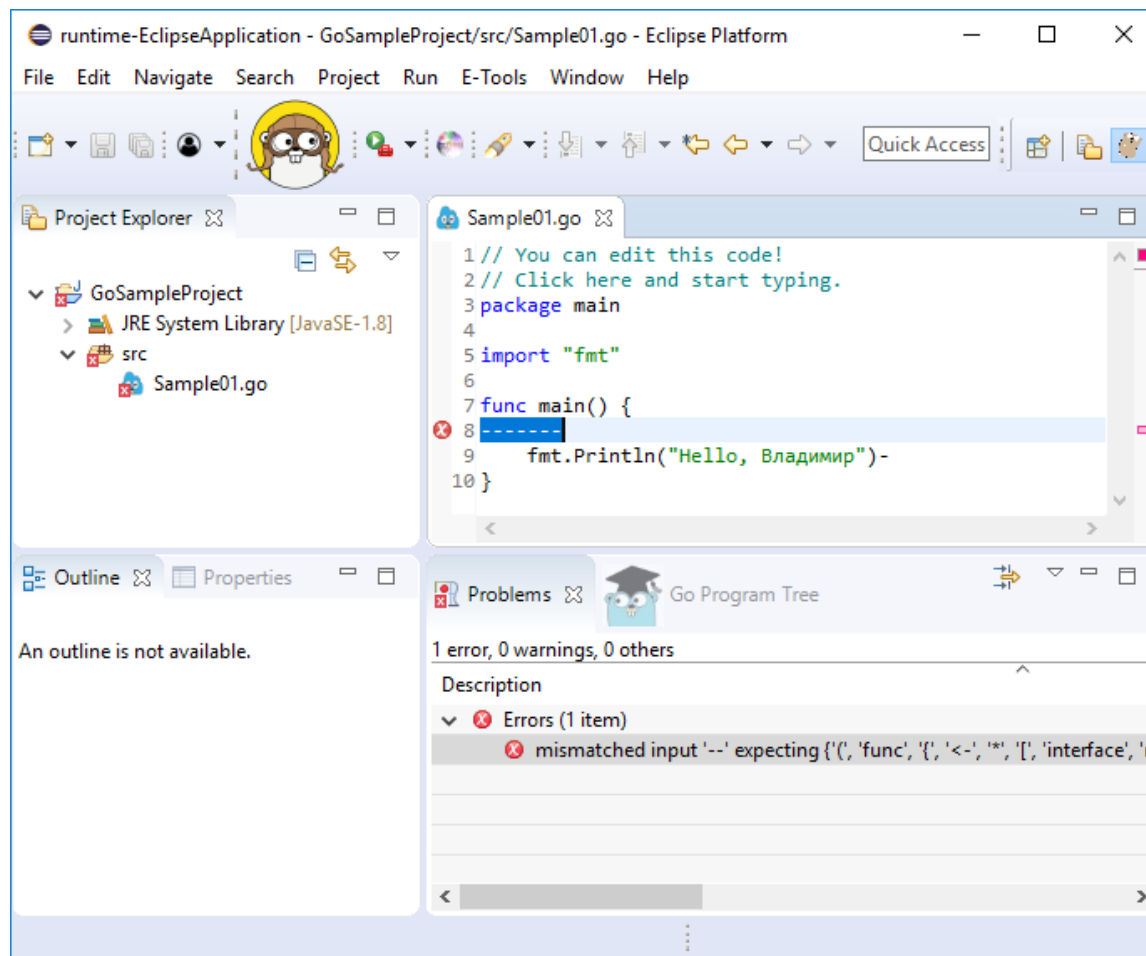 runtime-EclipseApplication - GoSampleProject/src/Sample01.go - Eclipse Platform
File Edit Navigate Search Project Run E-Tools Window Help
Quick Access
Project Explorer
GoSampleProject
JRE System Library [JavaSE-1.8]
src
Sample01.go
Sample01.go
1 // You can edit this code!
2 // Click here and start typing.
3 package main
4
5 import "fmt"
6
7 func main() {
8 -------
9     fmt.Println("Hello, Владимир")-
10 }
Outline Properties
An outline is not available.
Problems Go Program Tree
1 error, 0 warnings, 0 others
Description
Errors (1 item)
mismatched input '--' expecting {'(', 'func', '{', '<-', '*', '[', 'interface', '